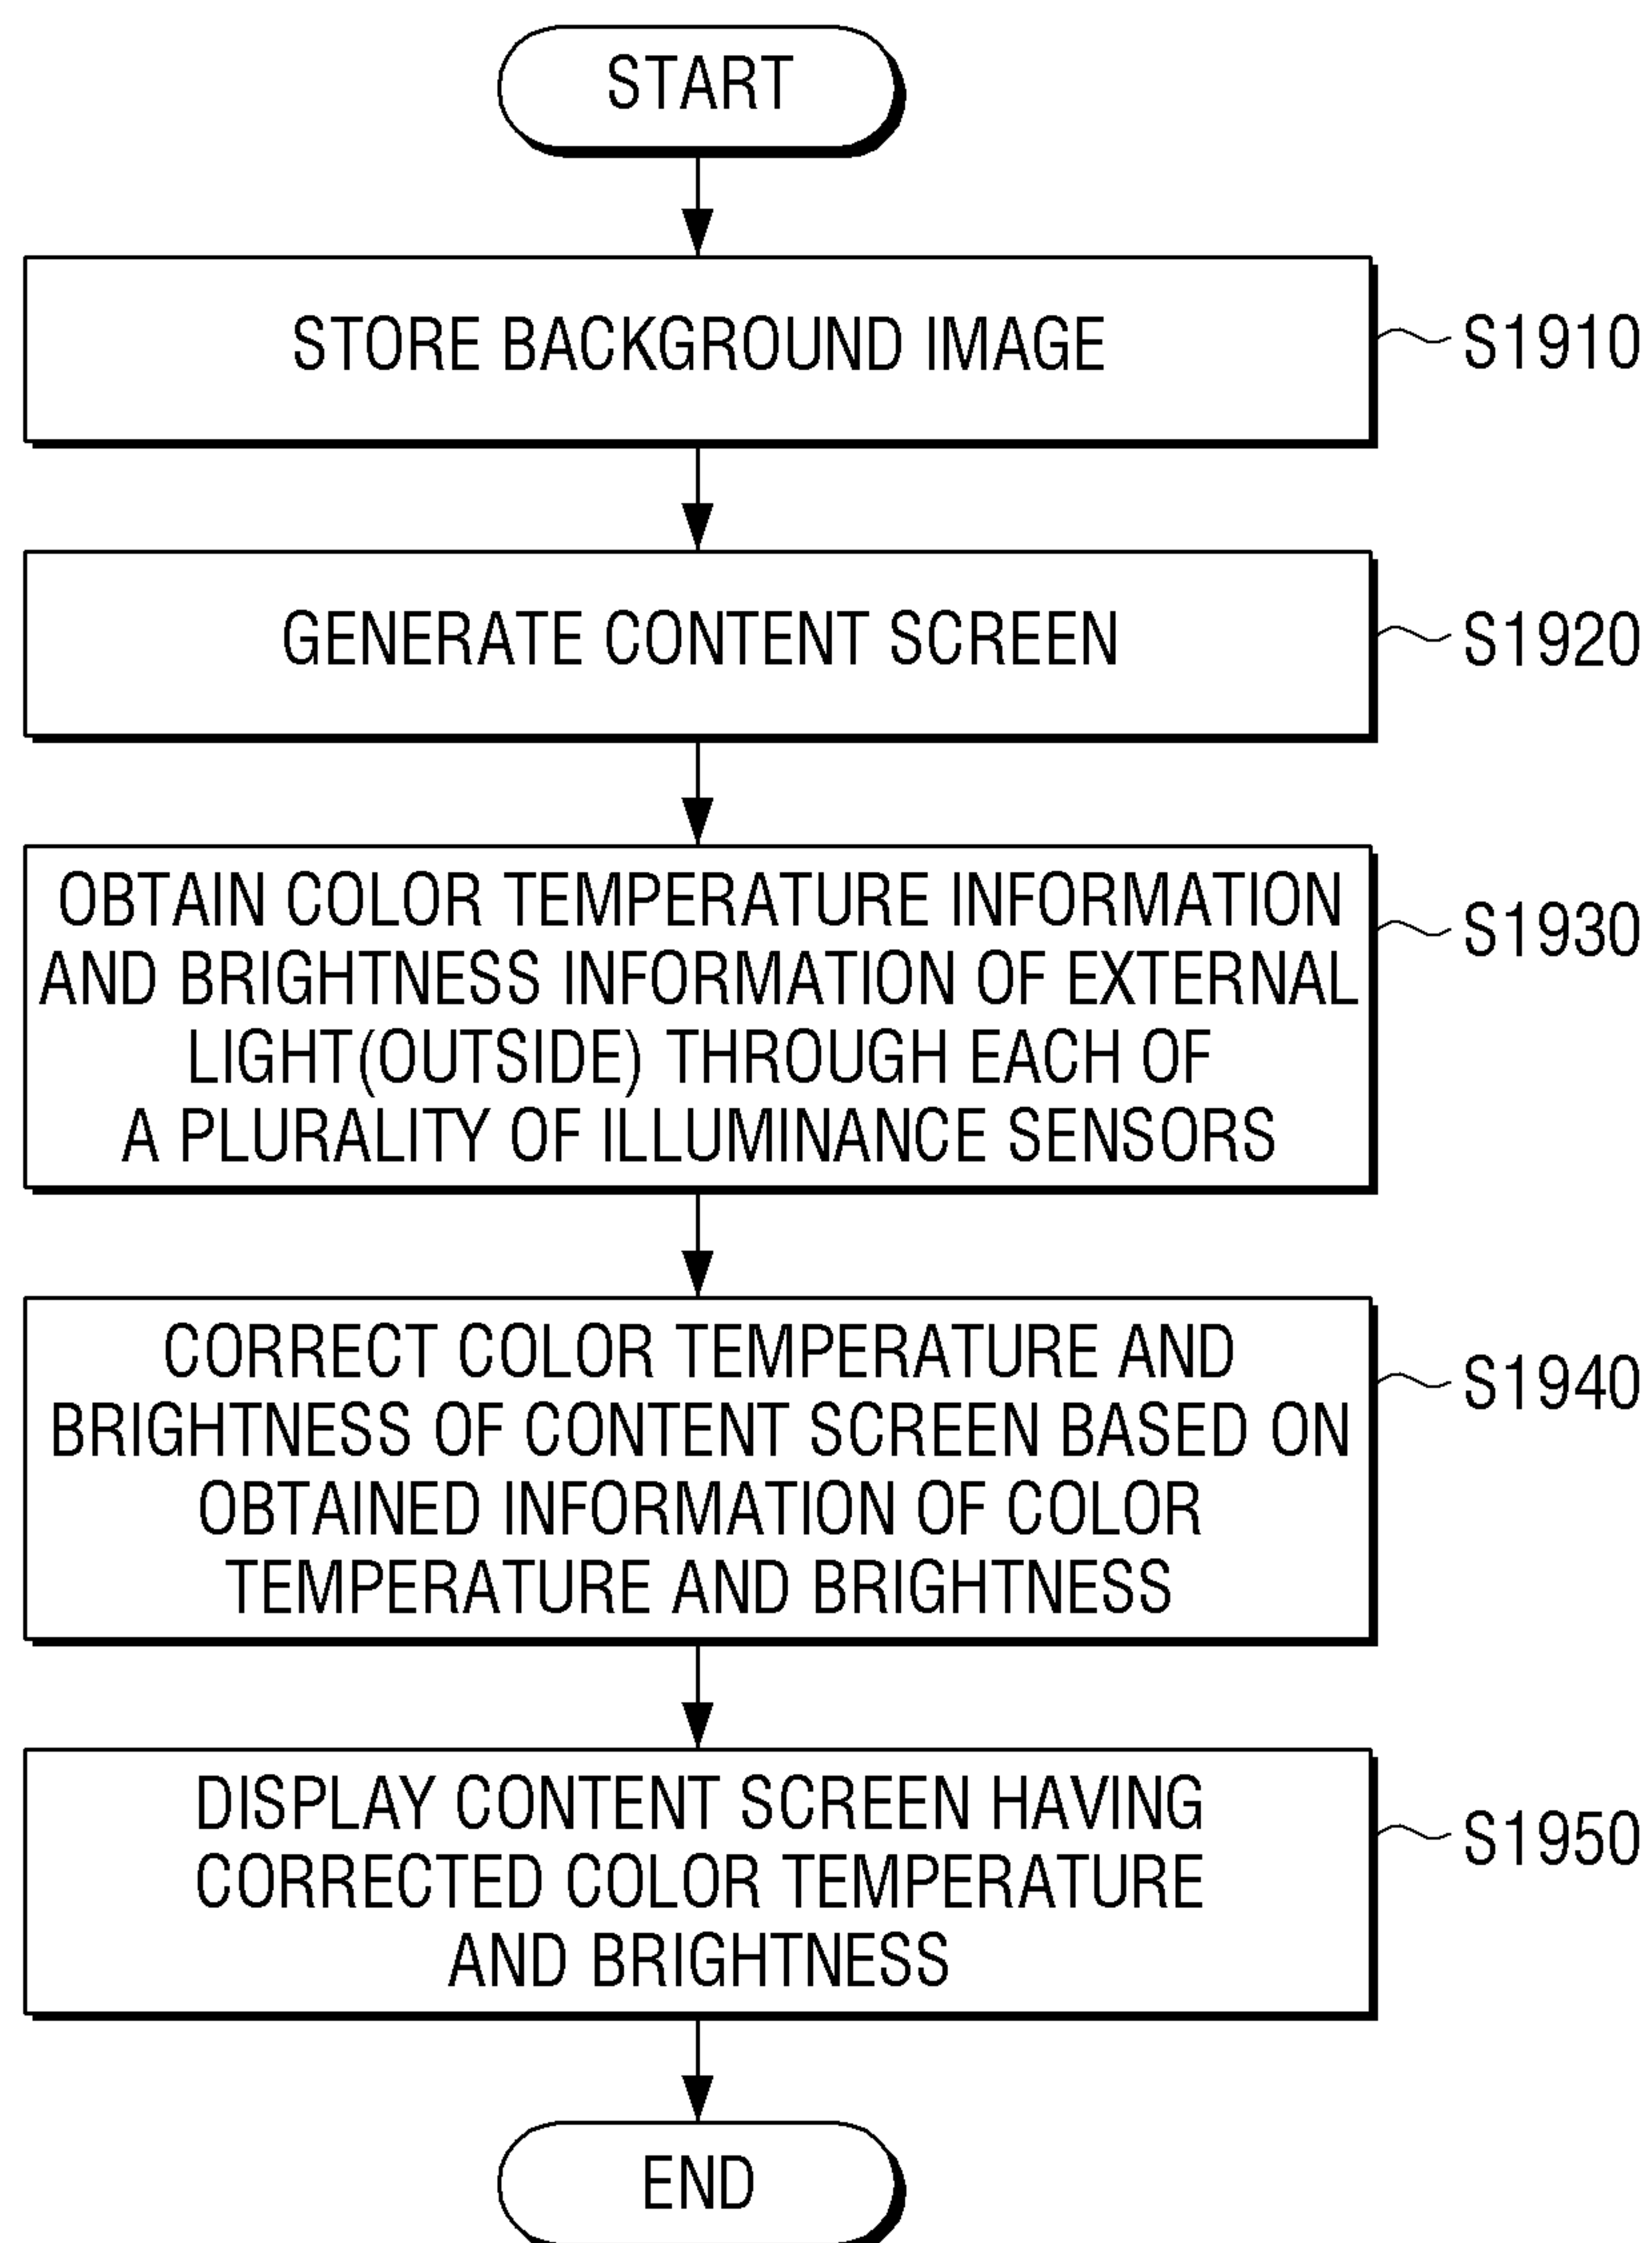 START
STORE BACKGROUND IMAGE
S1910
GENERATE CONTENT SCREEN
S1920
OBTAIN COLOR TEMPERATURE INFORMATION
AND BRIGHTNESS INFORMATION OF EXTERNAL
LIGHT(OUTSIDE) THROUGH EACH OF
A PLURALITY OF ILLUMINANCE SENSORS
S1930
CORRECT COLOR TEMPERATURE AND
BRIGHTNESS OF CONTENT SCREEN BASED ON
OBTAINED INFORMATION OF COLOR
TEMPERATURE AND BRIGHTNESS
S1940
DISPLAY CONTENT SCREEN HAVING
CORRECTED COLOR TEMPERATURE
AND BRIGHTNESS
S1950
END